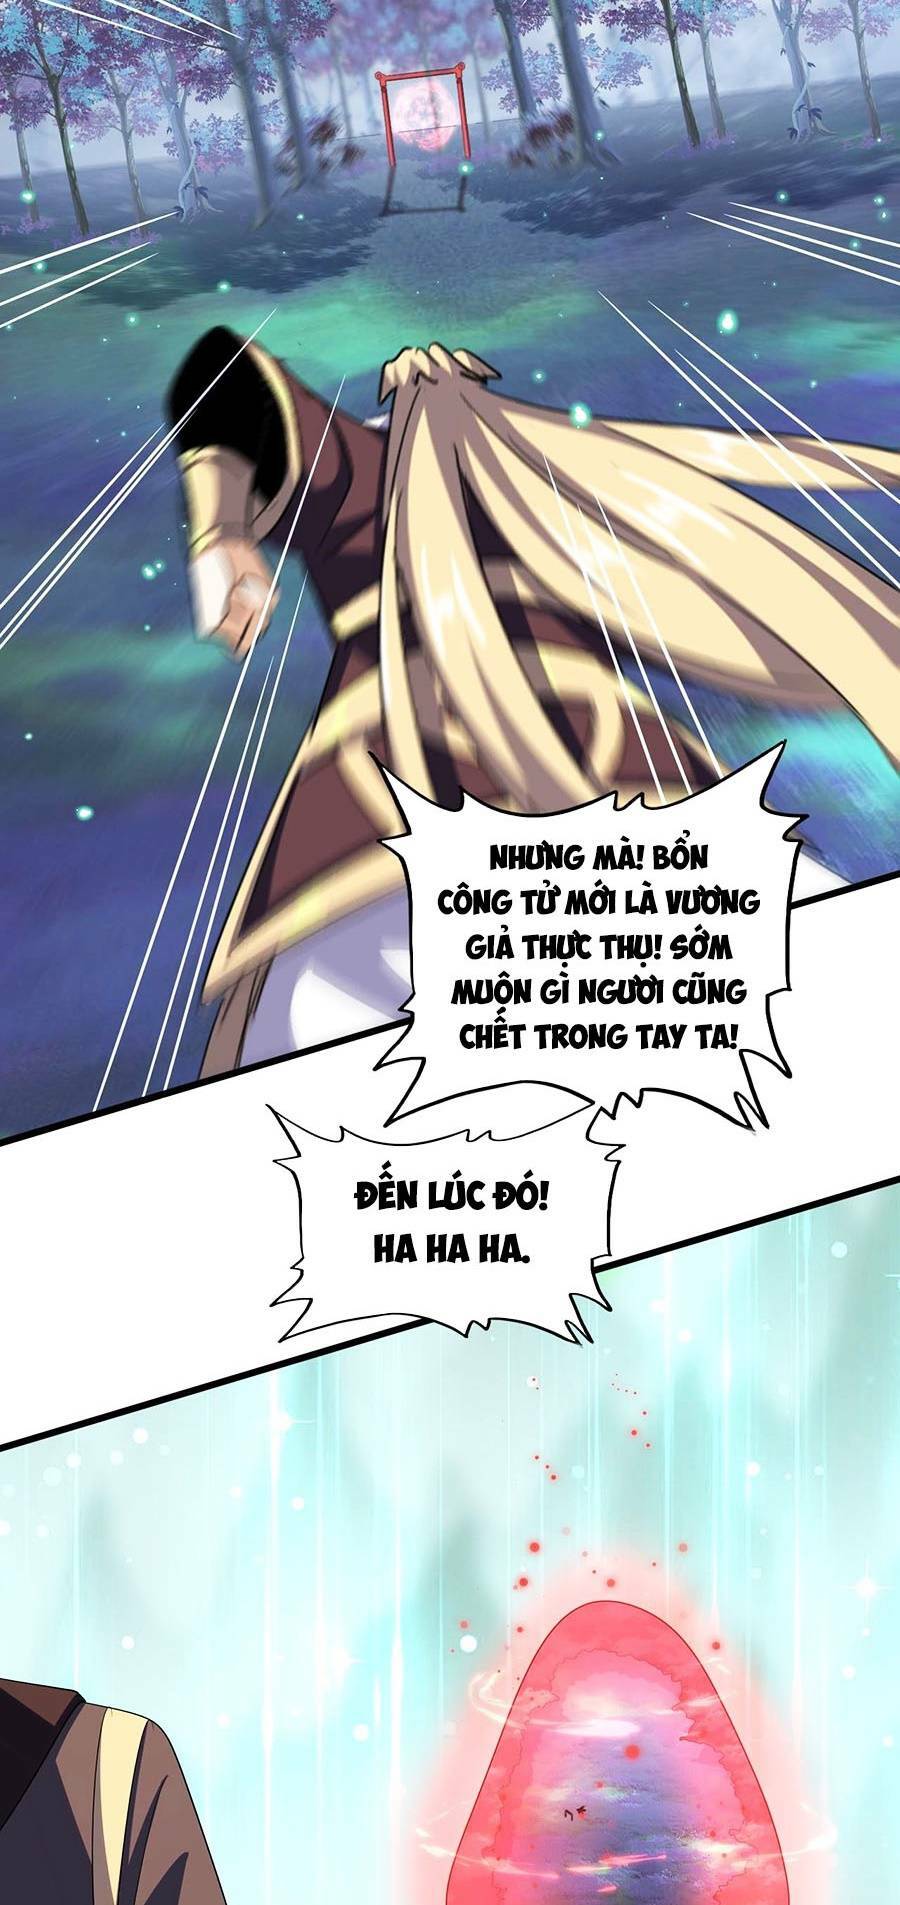 NHƯNG MÀ! BỔN
CÔNG TỬ MỚI LÀ VƯƠNG
GIẢ THỰC THỤ! SỚM
MUỘN GÌ NGƯƠI CŨNG
CHẾT TRONG TAY TA!
ĐẾN LÚC ĐÓ!
HA HA HA.